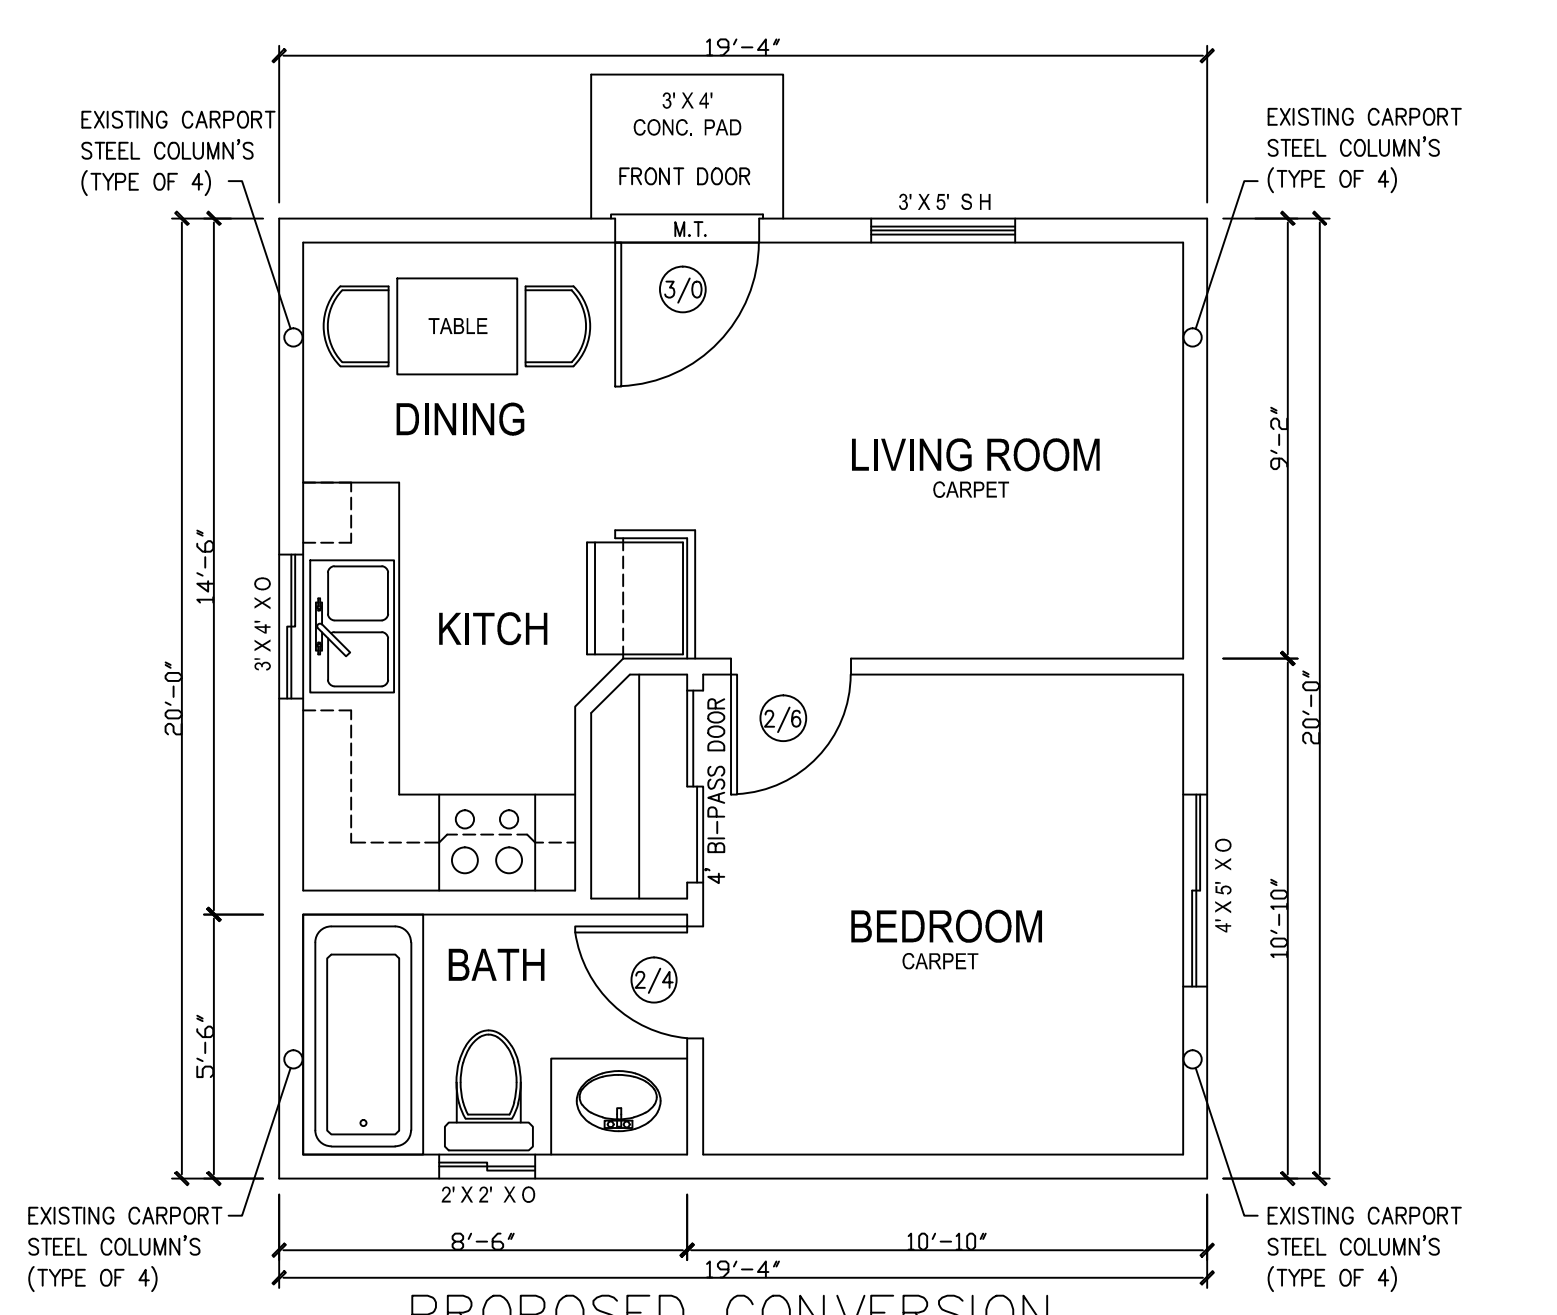 19'-4"
3' X 4'
CONC. PAD
FRONT DOOR
EXISTING CARPORT
STEEL COLUMN'S
(TYPE OF 4)
EXISTING CARPORT
STEEL COLUMN'S
(TYPE OF 4)
3' X 5' S H
M.T.
3/0
TABLE
DINING
LIVING ROOM
CARPET
9'-2"
14'-6"
20'-0"
3' X 4' X O
KITCH
2/6
4' BI-PASS DOOR
20'-0"
4' X 5' X O
10'-10"
BEDROOM
CARPET
BATH
2/4
5'-6"
2' X 2' X O
EXISTING CARPORT
STEEL COLUMN'S
(TYPE OF 4)
EXISTING CARPORT
STEEL COLUMN'S
(TYPE OF 4)
8'-6"
10'-10"
19'-4"
PROPOSED CONVERSION